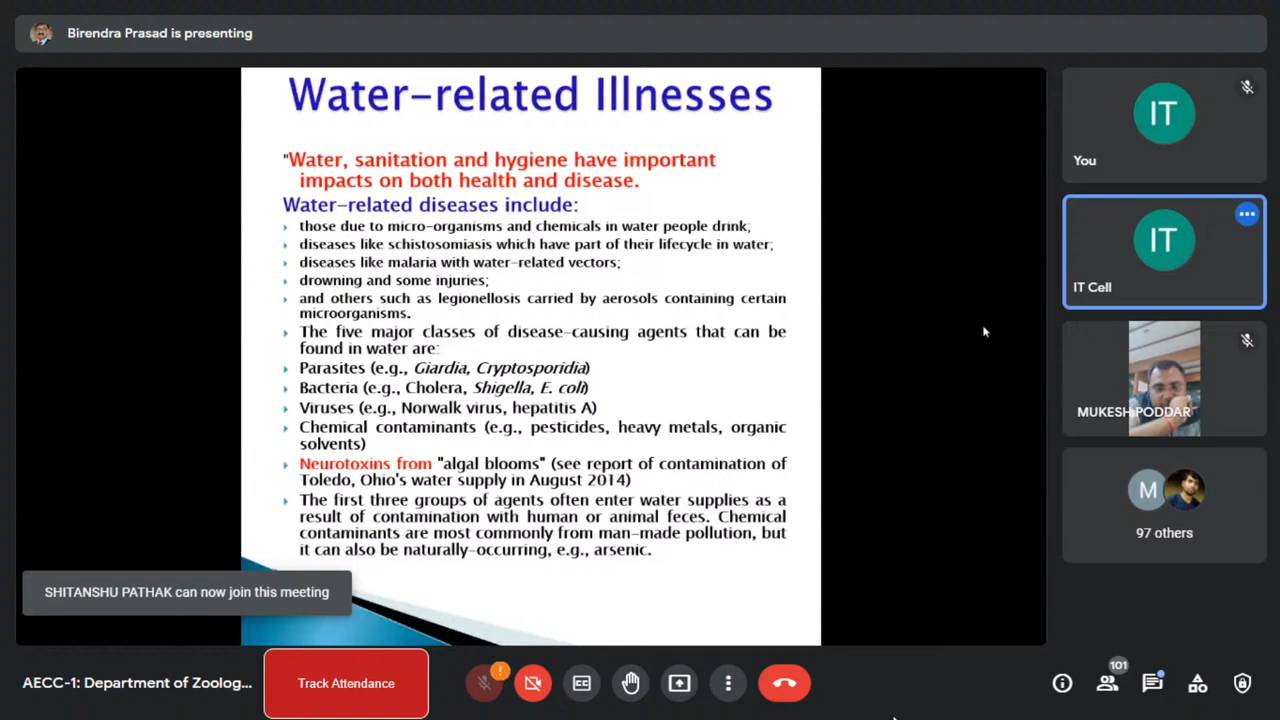 Birendra Prasad is presenting
Water-related Illnesses
"Water, sanitation and hygiene have important
impacts on both health and disease.
Water-related diseases include:
those due to micro-organisms and chemicals in water people drink;
diseases like schistosomiasis which have part of their lifecycle in water;
diseases like malaria with water-related vectors;
drowning and some injuries;
and others such as legionellosis carried by aerosols containing certain
microorganisms.
The five major classes of disease-causing agents that can be
found in water are:
Parasites (e.g., Giardia, Cryptosporidia)
Bacteria (e.g., Cholera, Shigella, E. coli)
Viruses (e.g., Norwalk virus, hepatitis A)
Chemical contaminants (e.g., pesticides, heavy metals, organic
solvents)
Neurotoxins from "algal blooms" (see report of contamination of
Toledo, Ohio's water supply in August 2014)
The first three groups of agents often enter water supplies as a
result of contamination with human or animal feces. Chemical
contaminants are most commonly from man-made pollution, but
it can also be naturally-occurring, e.g., arsenic.
SHITANSHU PATHAK can now join this meeting
IT
You
IT
IT Cell
MUKESH PODDAR
M
97 others
AECC-1: Department of Zoolog...
Track Attendance
!
CC
101